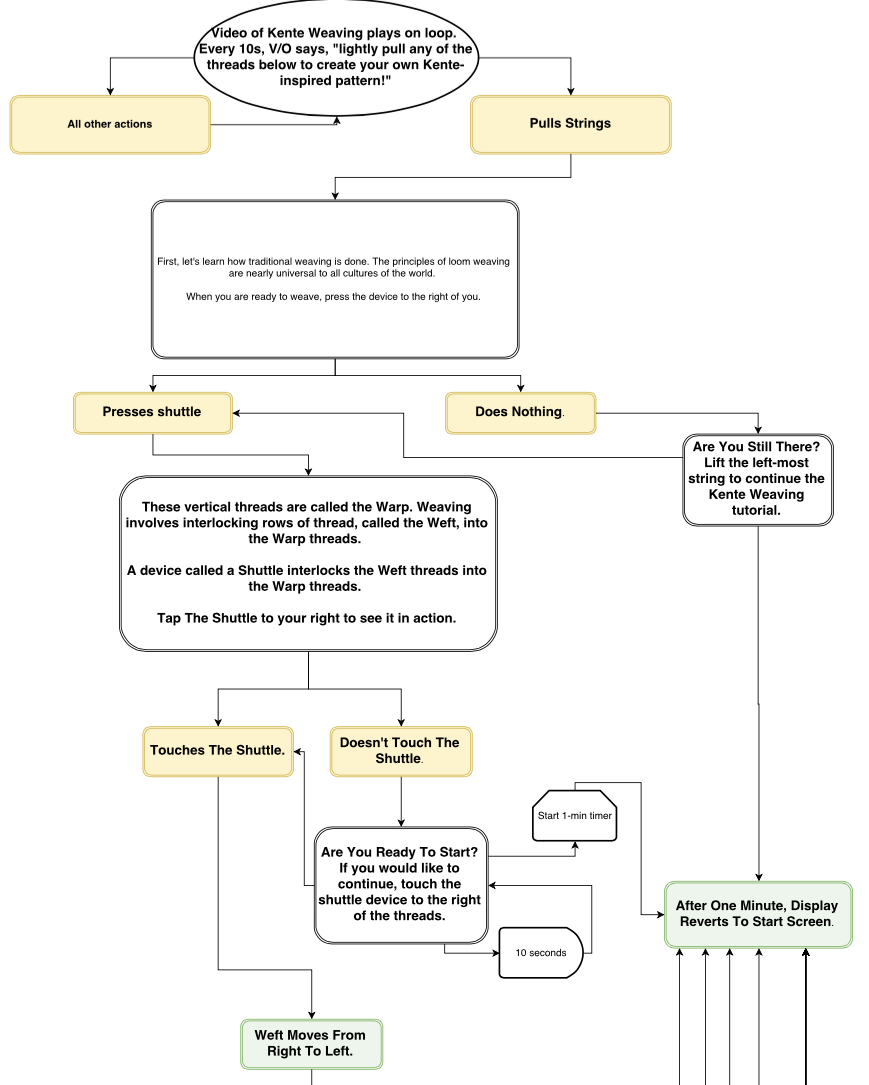 Video of Kente Weaving plays on loop.
Every 10s, V/O says, "lightly pull any of the
threads below to create your own Kente-
inspired pattern!"
All other actions
Pulls Strings
First, let's learn how traditional weaving is done. The principles of loom weaving
are nearly universal to all cultures of the world.
When you are ready to weave, press the device to the right of you.
Presses shuttle
Does Nothing.
Are You Still There?
Lift the left-most
string to continue the
Kente Weaving
tutorial.
These vertical threads are called the Warp. Weaving
involves interlocking rows of thread, called the Weft, into
the Warp threads.
A device called a Shuttle interlocks the Weft threads into
the Warp threads.
Tap The Shuttle to your right to see it in action.
Touches The Shuttle.
Doesn't Touch The
Shuttle.
Start 1-min timer
Are You Ready To Start?
If you would like to
continue, touch the
shuttle device to the right
of the threads.
After One Minute, Display
Reverts To Start Screen.
10 seconds
Weft Moves From
Right To Left.